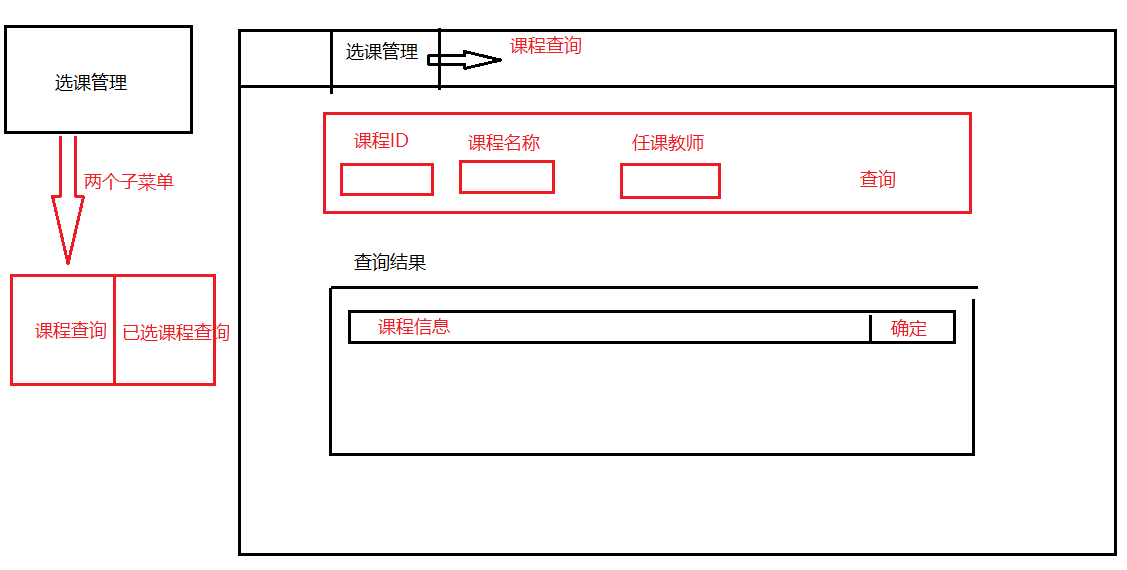 选课管理
两个子菜单
课程查询
已选课程查询
选课管理
课程查询
课程ID
课程名称
任课教师
查询
查询结果
课程信息
确定